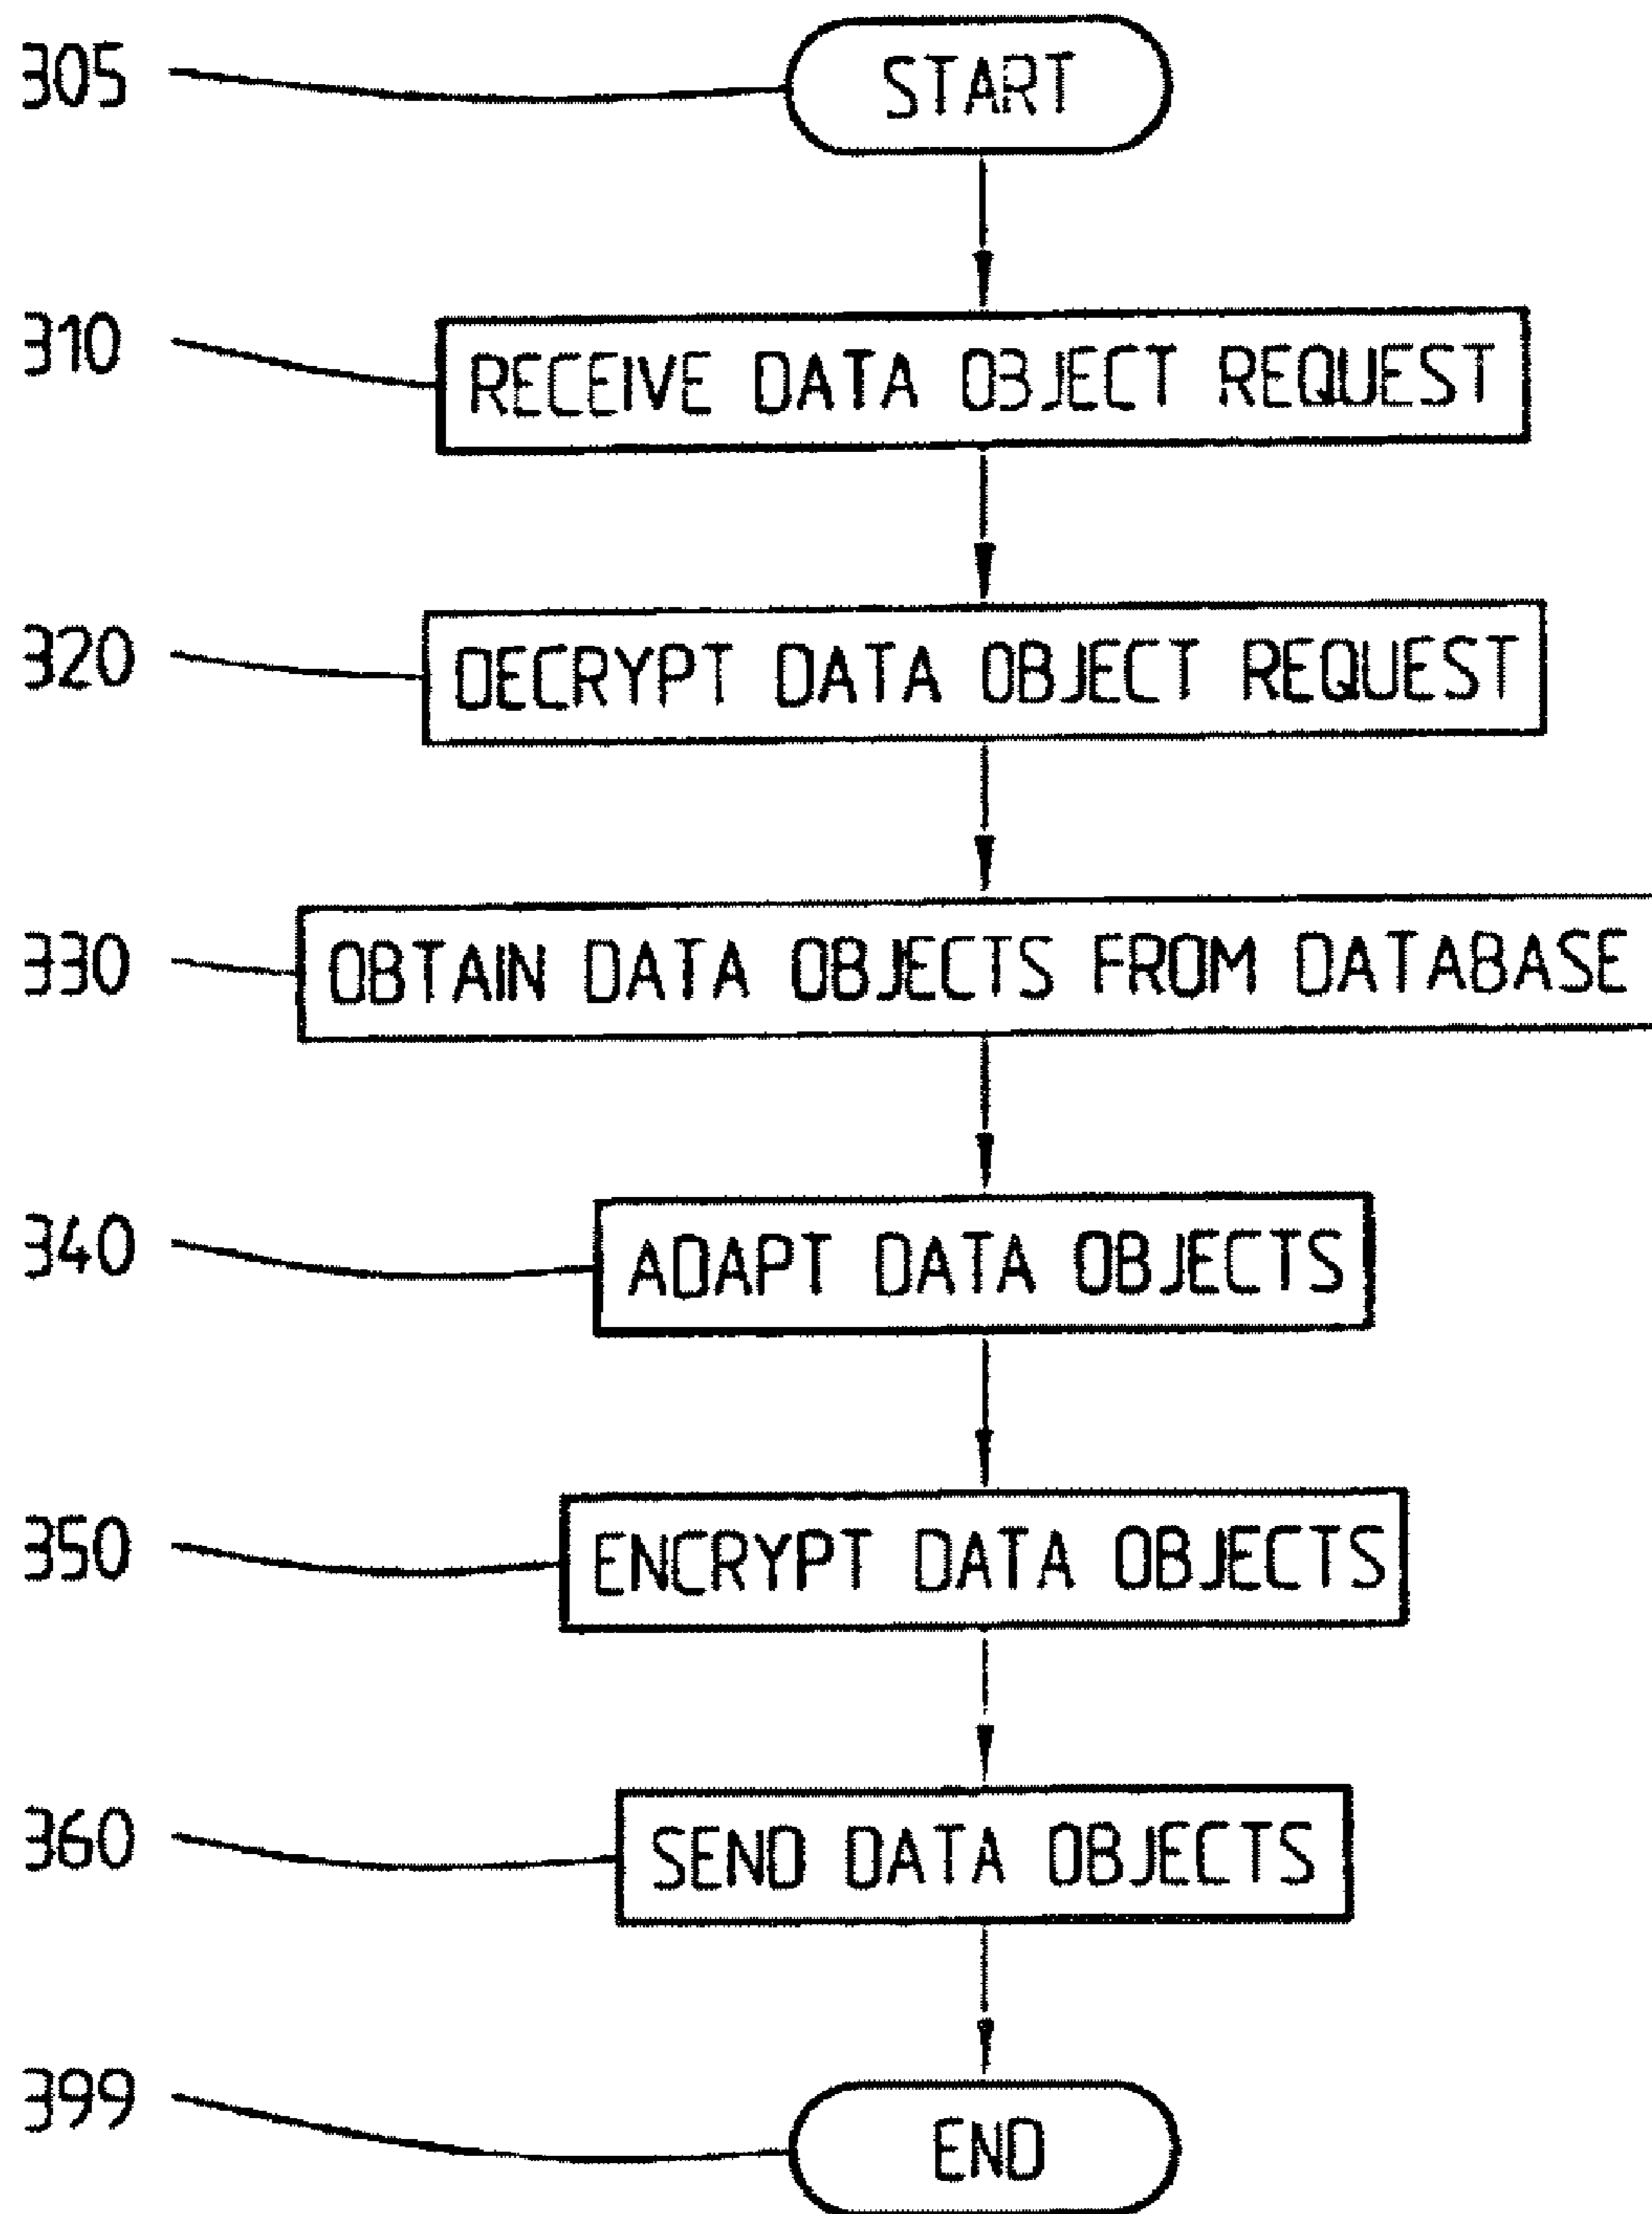 305 START
310 RECEIVE DATA OBJECT REQUEST
320 DECRYPT DATA OBJECT REQUEST
330 OBTAIN DATA OBJECTS FROM DATABASE
340 ADAPT DATA OBJECTS
350 ENCRYPT DATA OBJECTS
360 SEND DATA OBJECTS
399 END